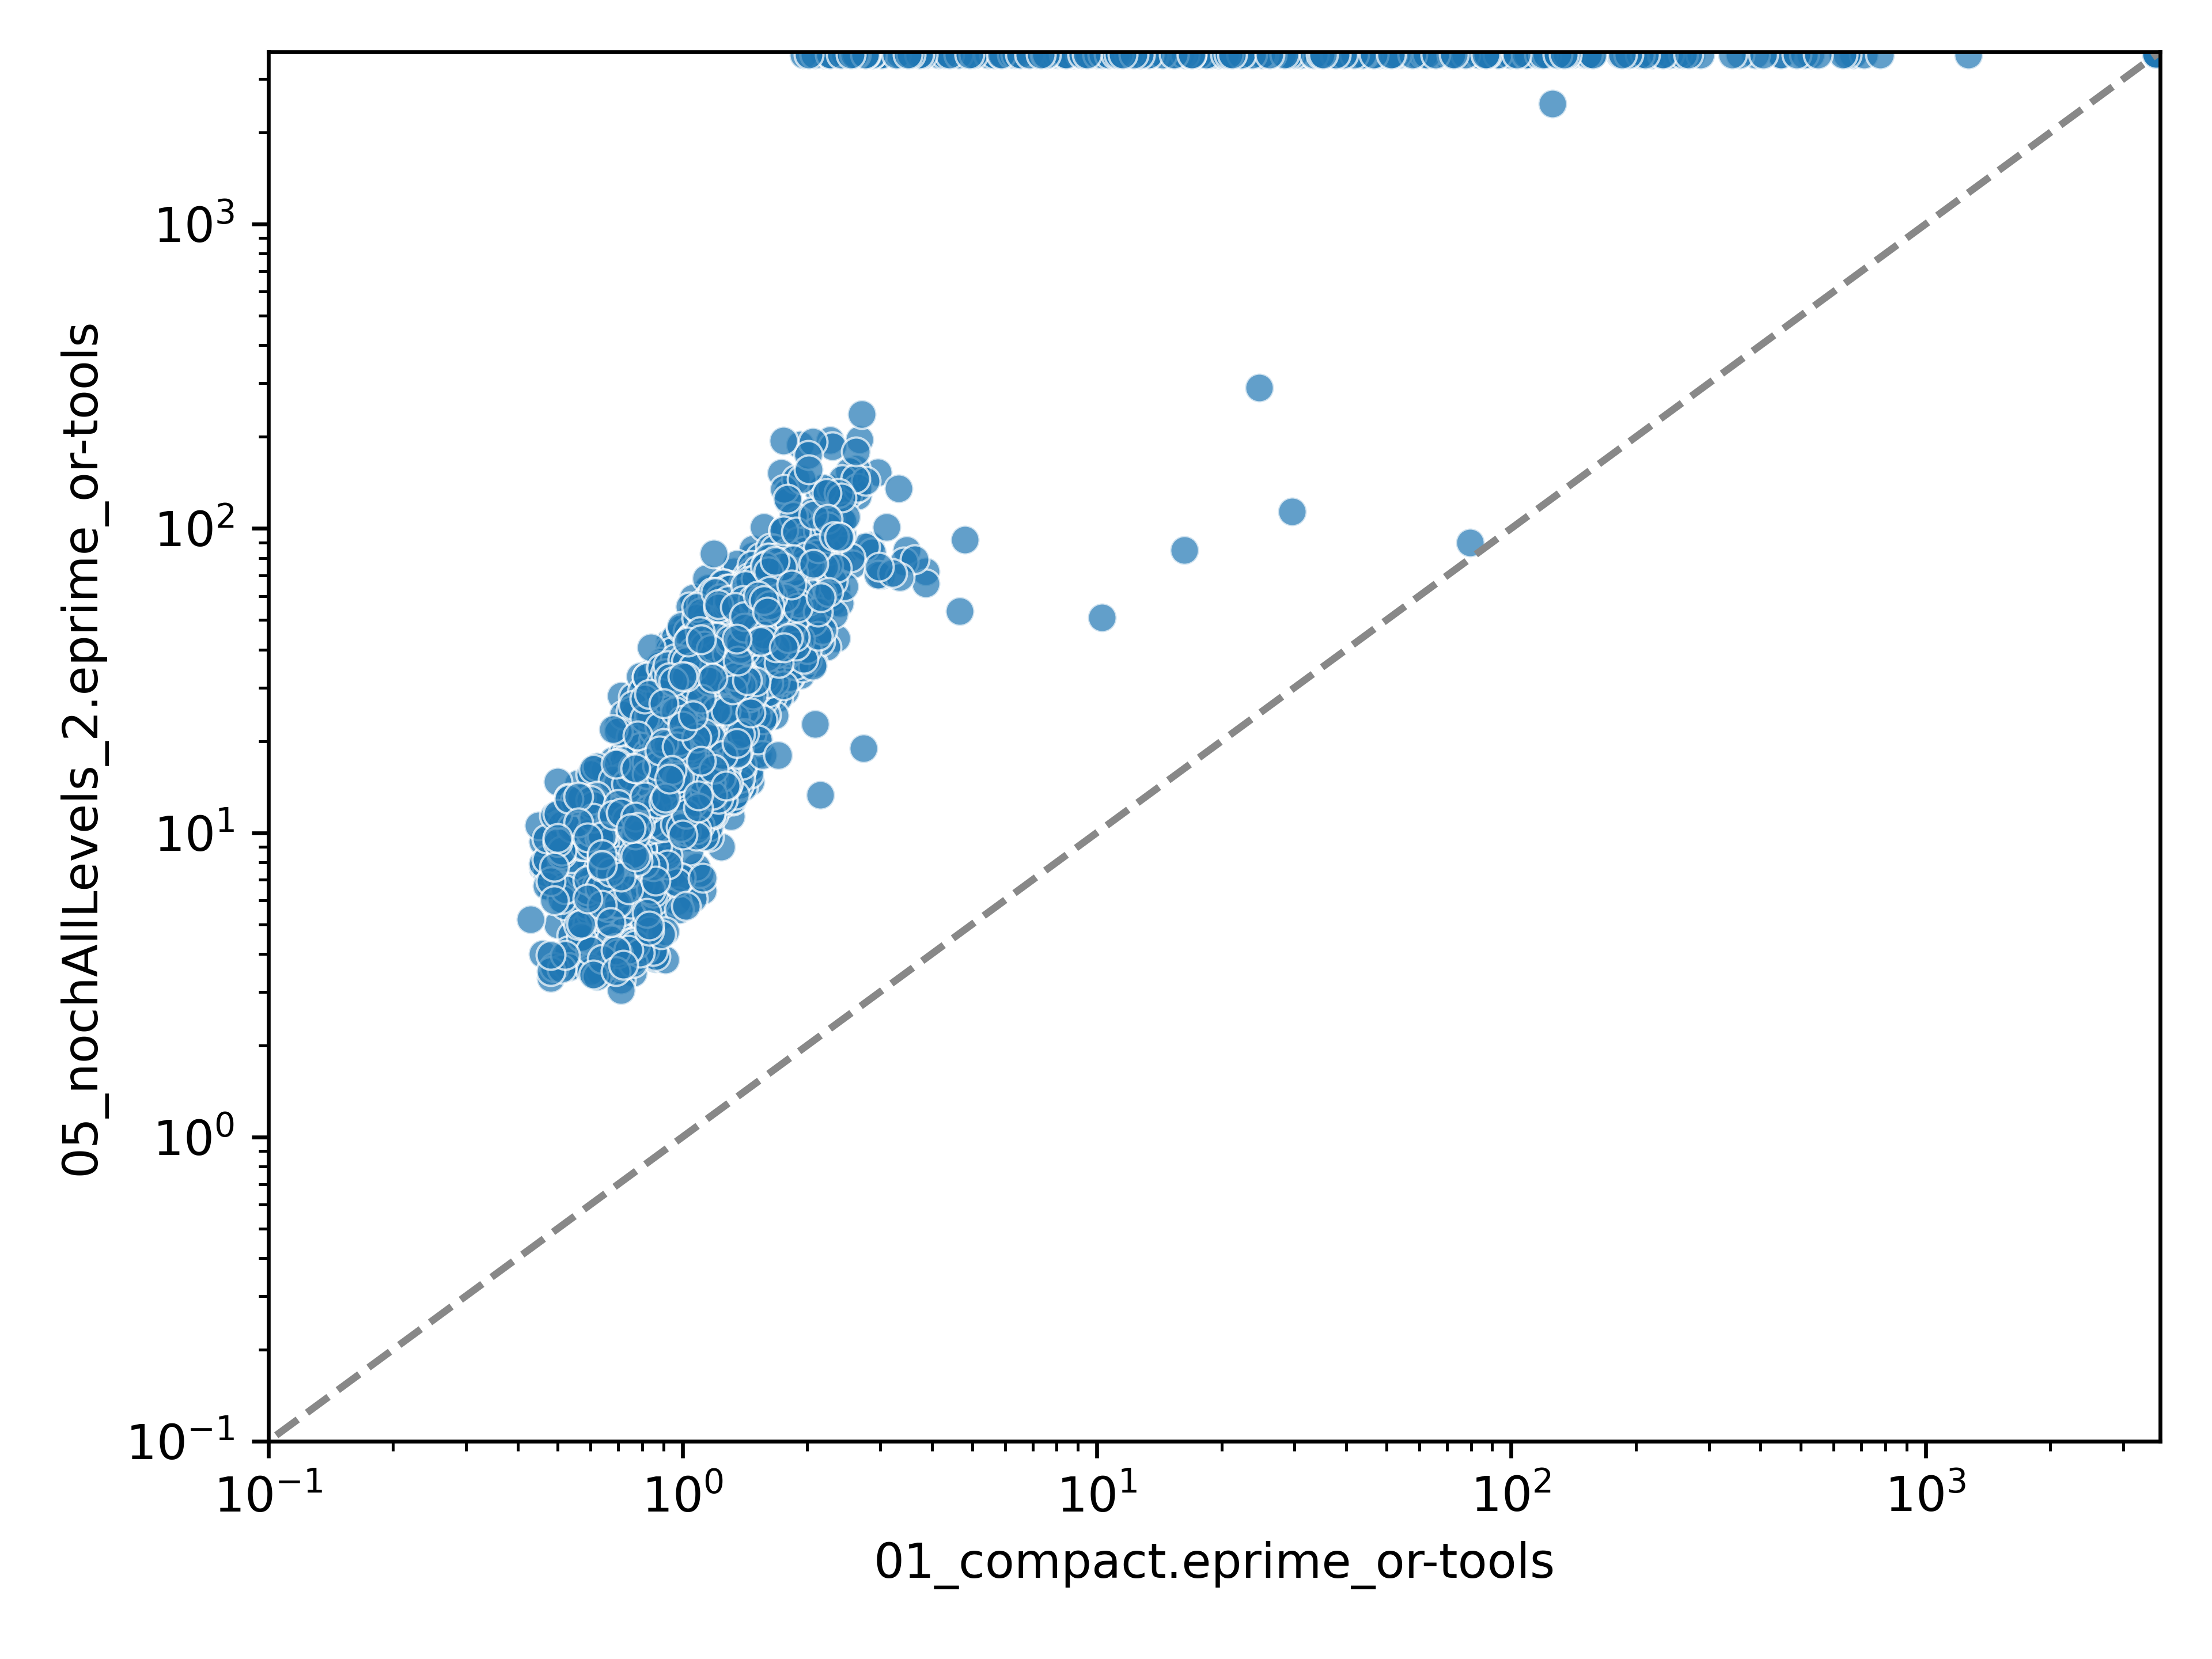 10³
10²
10¹
10⁰
10⁻¹
05_nochAllLevels_2.eprime_or-tools
10⁻¹ 10⁰ 10¹ 10² 10³
01_compact.eprime_or-tools